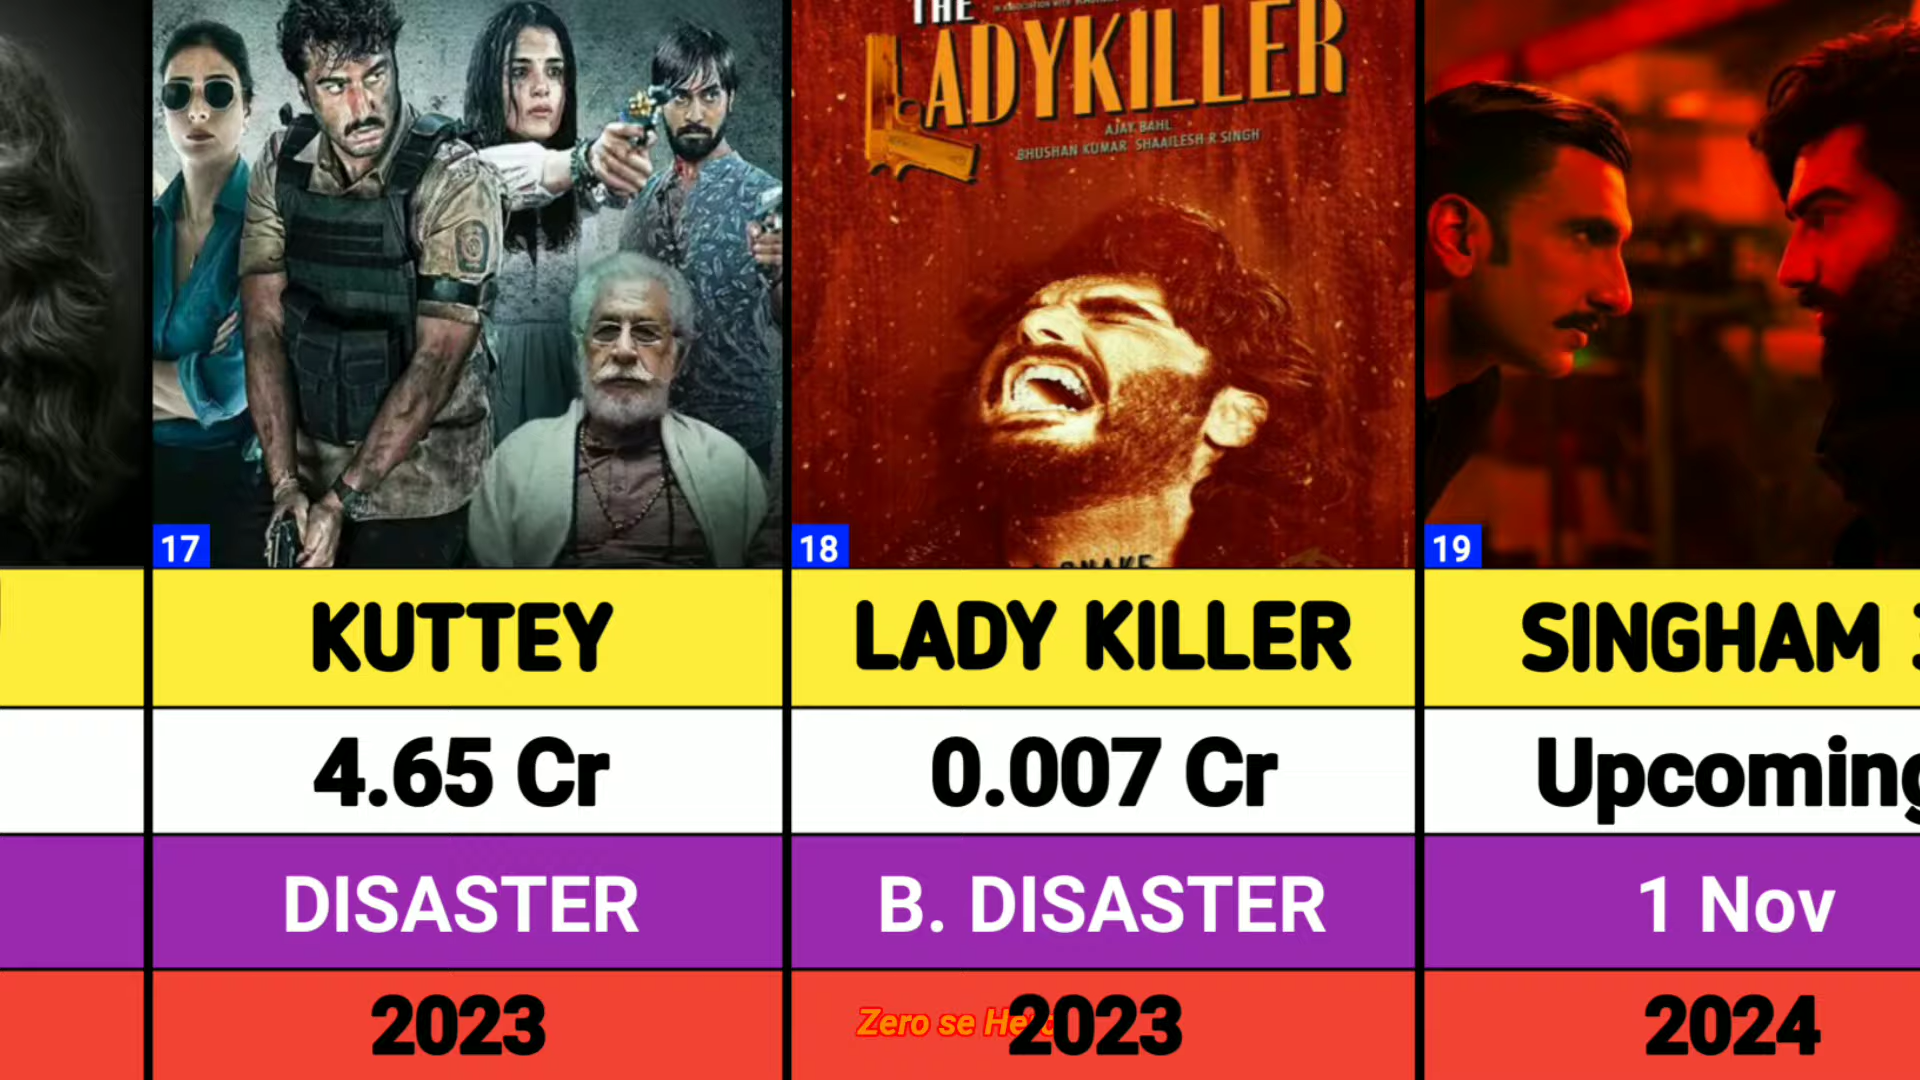 THE
LADYKILLER
AJAY BAHL
BHUSHAN KUMAR SHAAILESH R SINGH
17
18
19
KUTTEY
LADY KILLER
SINGHAM
4.65 Cr
0.007 Cr
Upcoming
DISASTER
B. DISASTER
1 Nov
2023
Zero se Hero
2023
2024